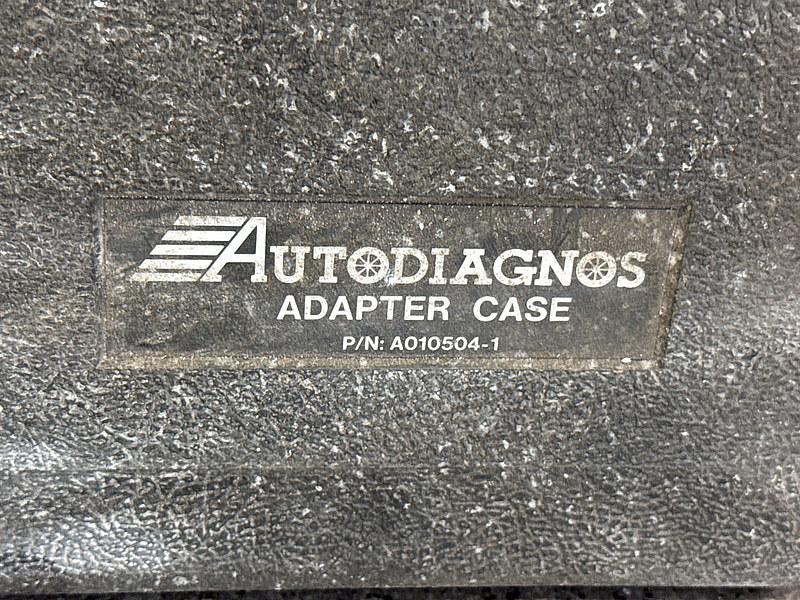 AUTODIAGNOS
ADAPTER CASE
P/N: A010504-1